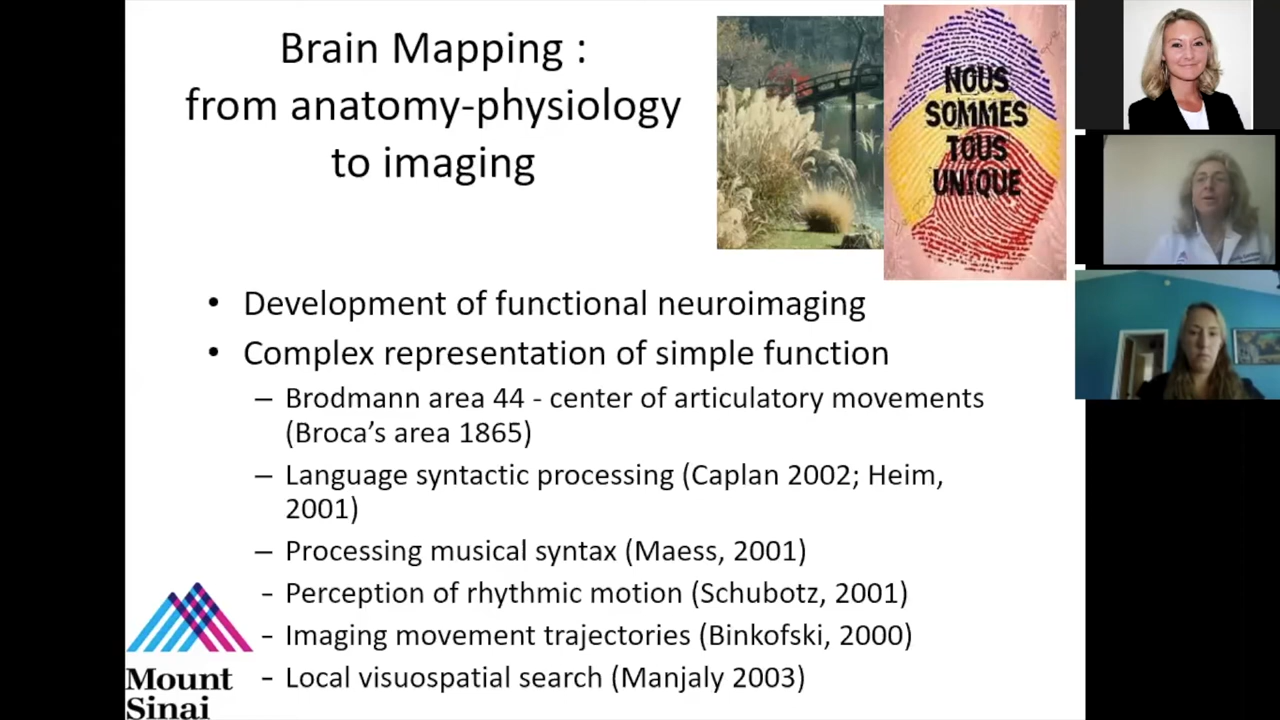 Brain Mapping :
from anatomy-physiology
to imaging
NOUS
SOMMES
TOUS
UNIQUE
• Development of functional neuroimaging
• Complex representation of simple function
– Brodmann area 44 - center of articulatory movements
(Broca's area 1865)
– Language syntactic processing (Caplan 2002; Heim,
2001)
– Processing musical syntax (Maess, 2001)
- Perception of rhythmic motion (Schubotz, 2001)
- Imaging movement trajectories (Binkofski, 2000)
- Local visuospatial search (Manjaly 2003)
Mount
Sinai